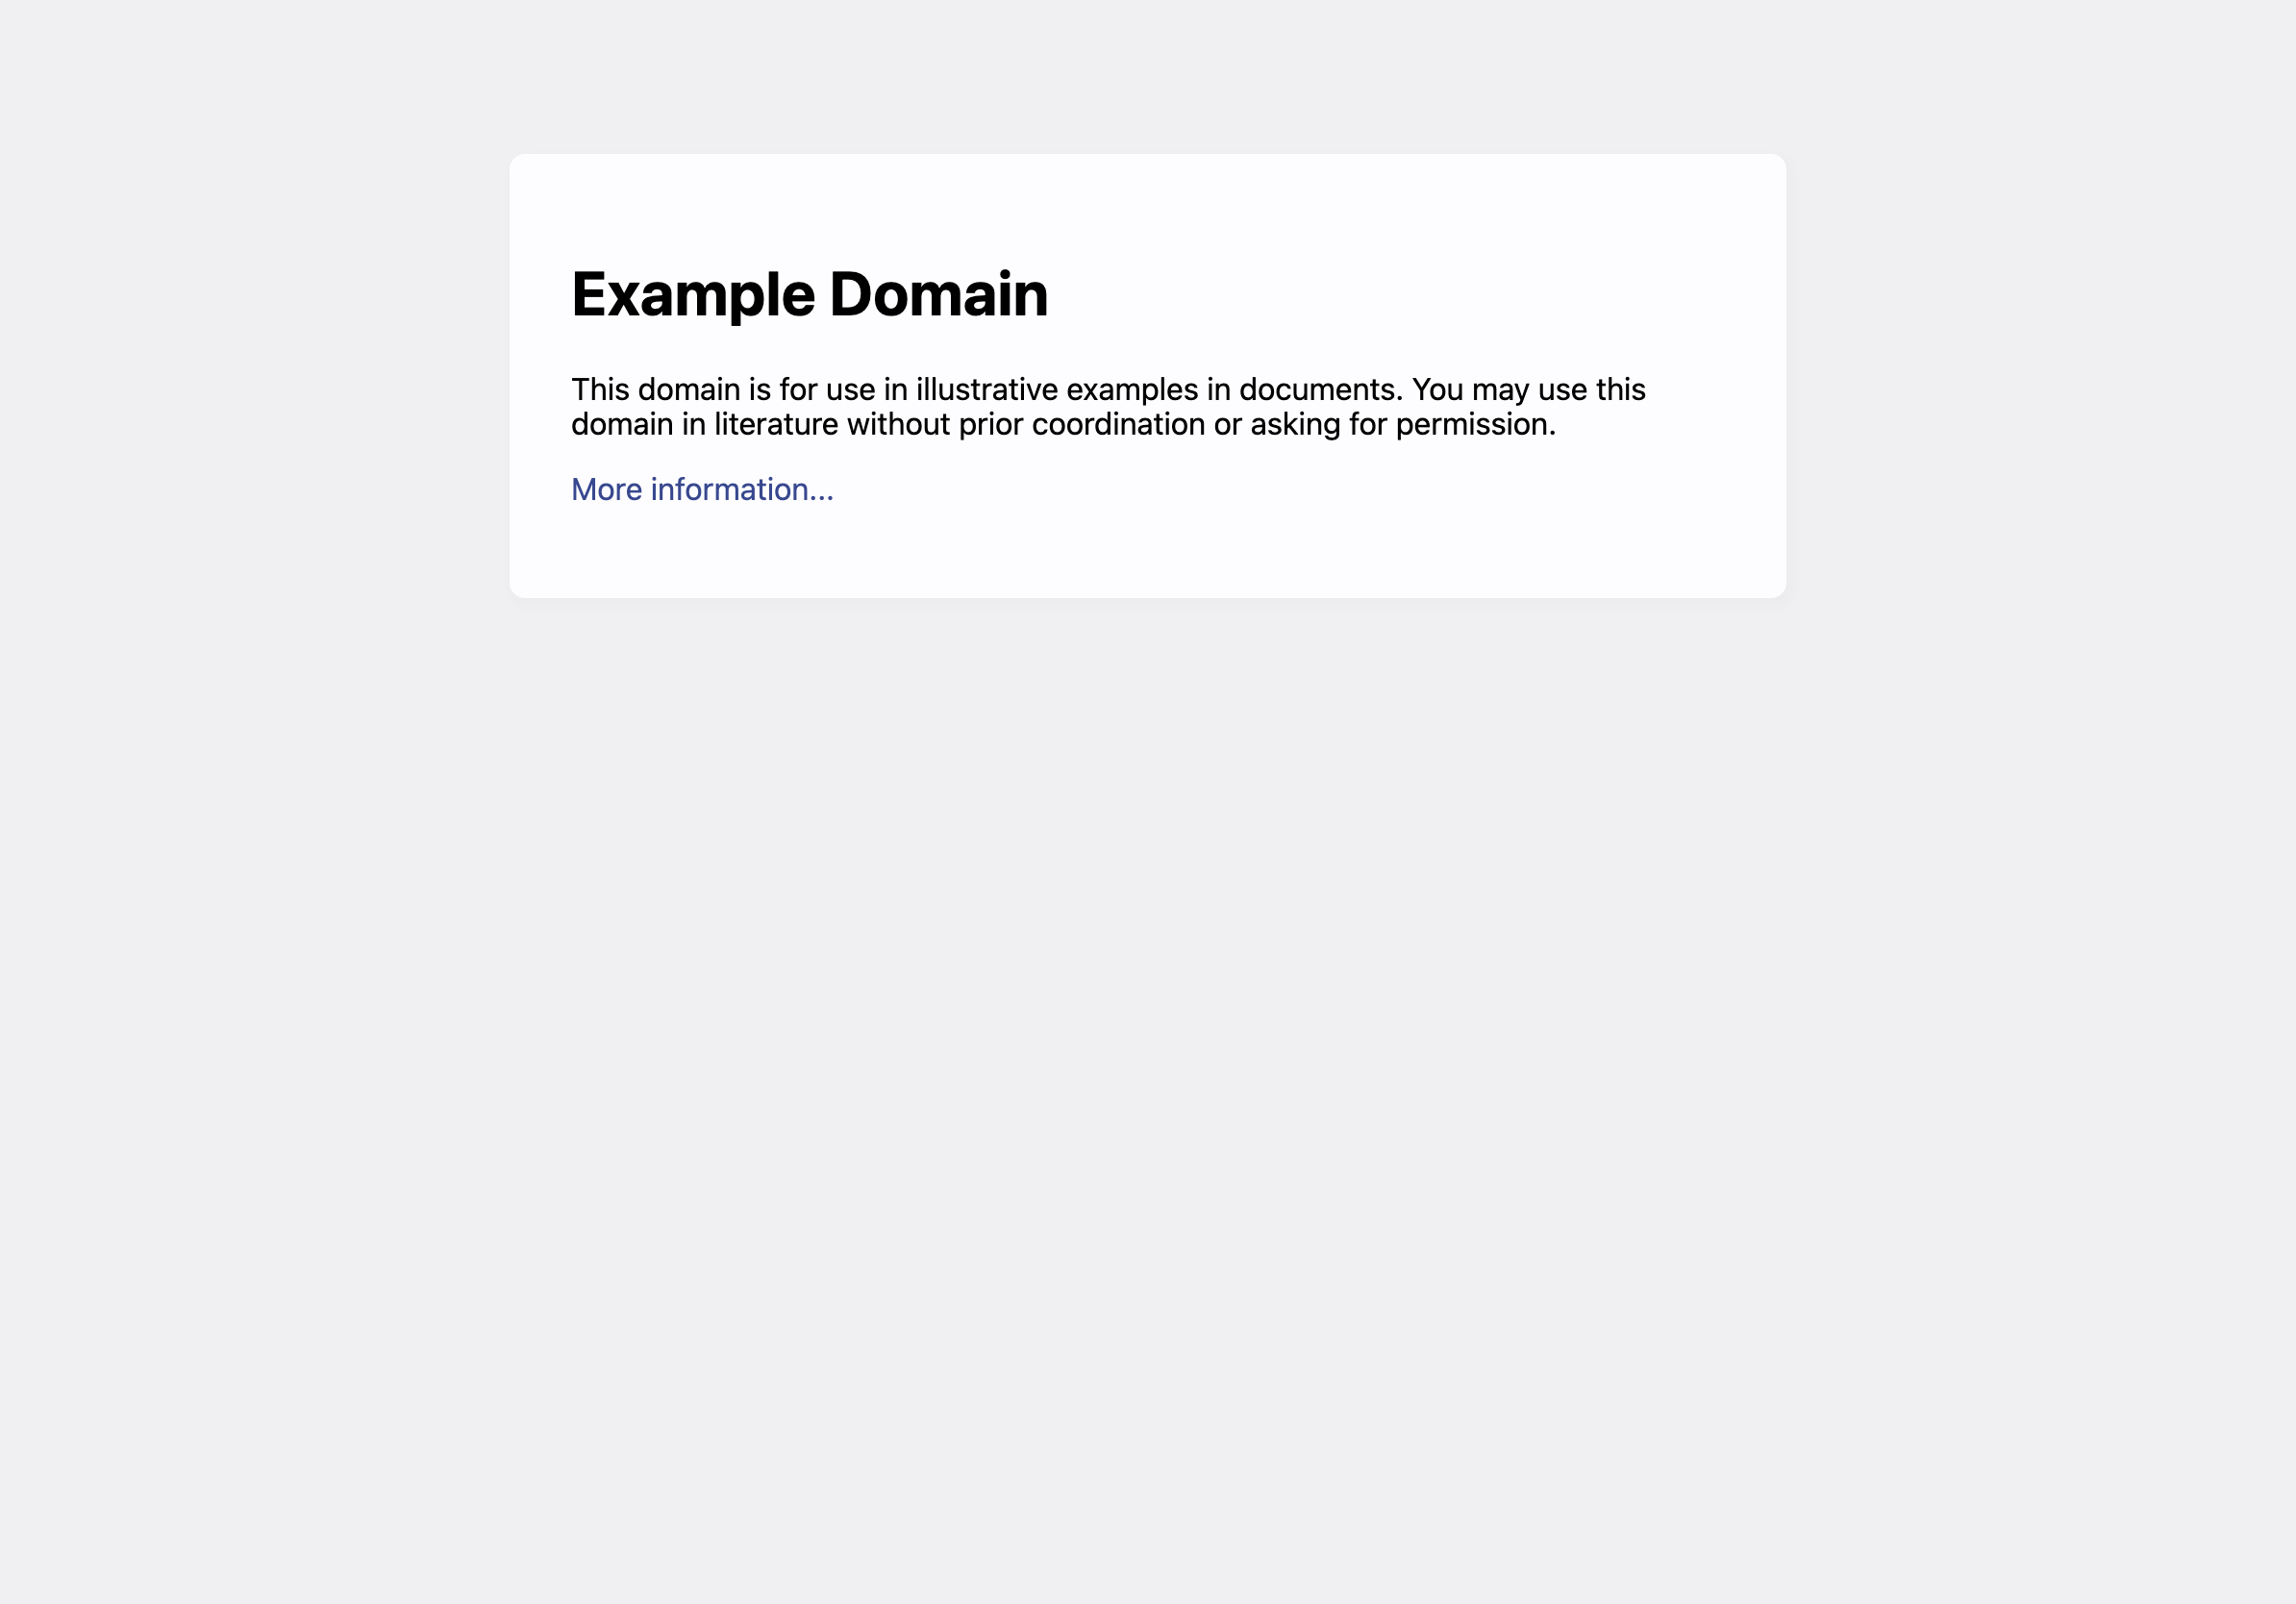 Example Domain
This domain is for use in illustrative examples in documents. You may use this
domain in literature without prior coordination or asking for permission.
More information...